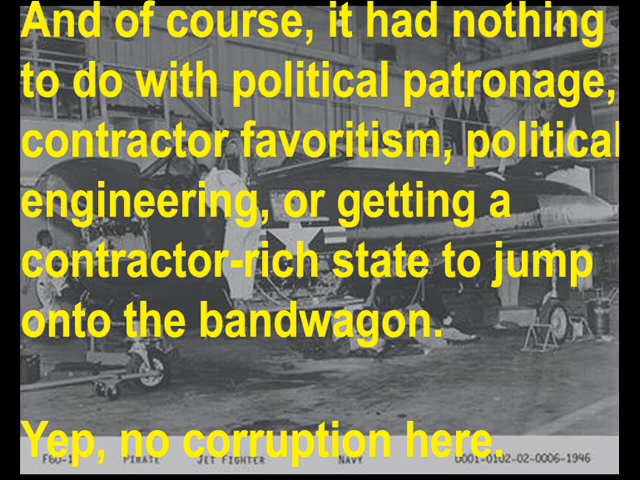 And of course, it had nothing
to do with political patronage,
contractor favoritism, political
engineering, or getting a
contractor-rich state to jump
onto the bandwagon.
Yep, no corruption here.
F6U-1 PIRATE JET FIGHTER NAVY 0001-0102-02-0006-1946